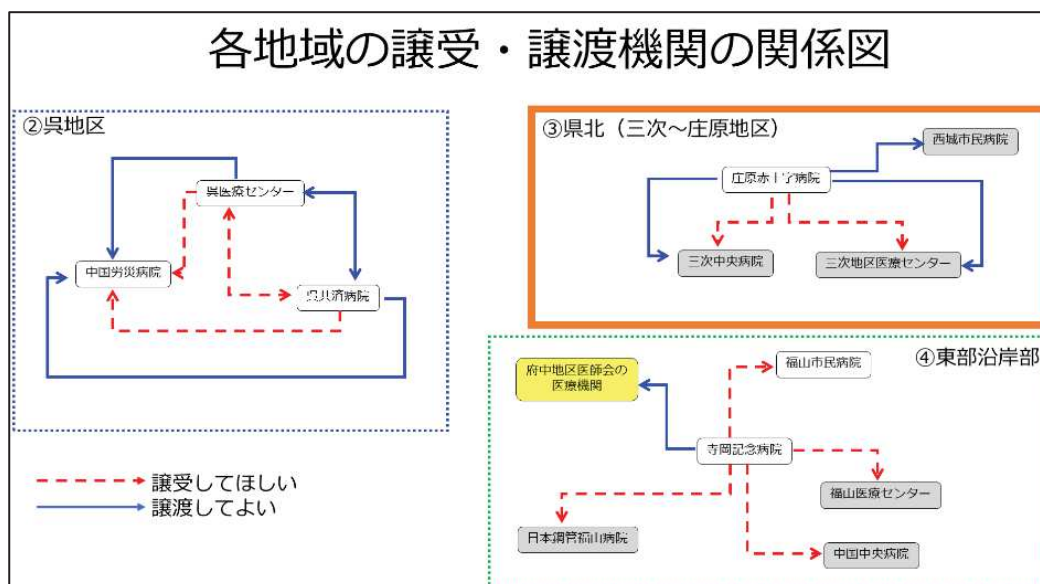 各地域の譲受・譲渡機関の関係図
②呉地区
呉医療センター
中国労災病院
呉共済病院
③県北（三次～庄原地区）
西城市民病院
庄原赤十字病院
三次中央病院
三次地区医療センター
④東部沿岸部
府中地区医師会の
医療機関
福山市民病院
寺岡記念病院
福山医療センター
日本鋼管福山病院
中国中央病院
譲受してほしい
譲渡してよい